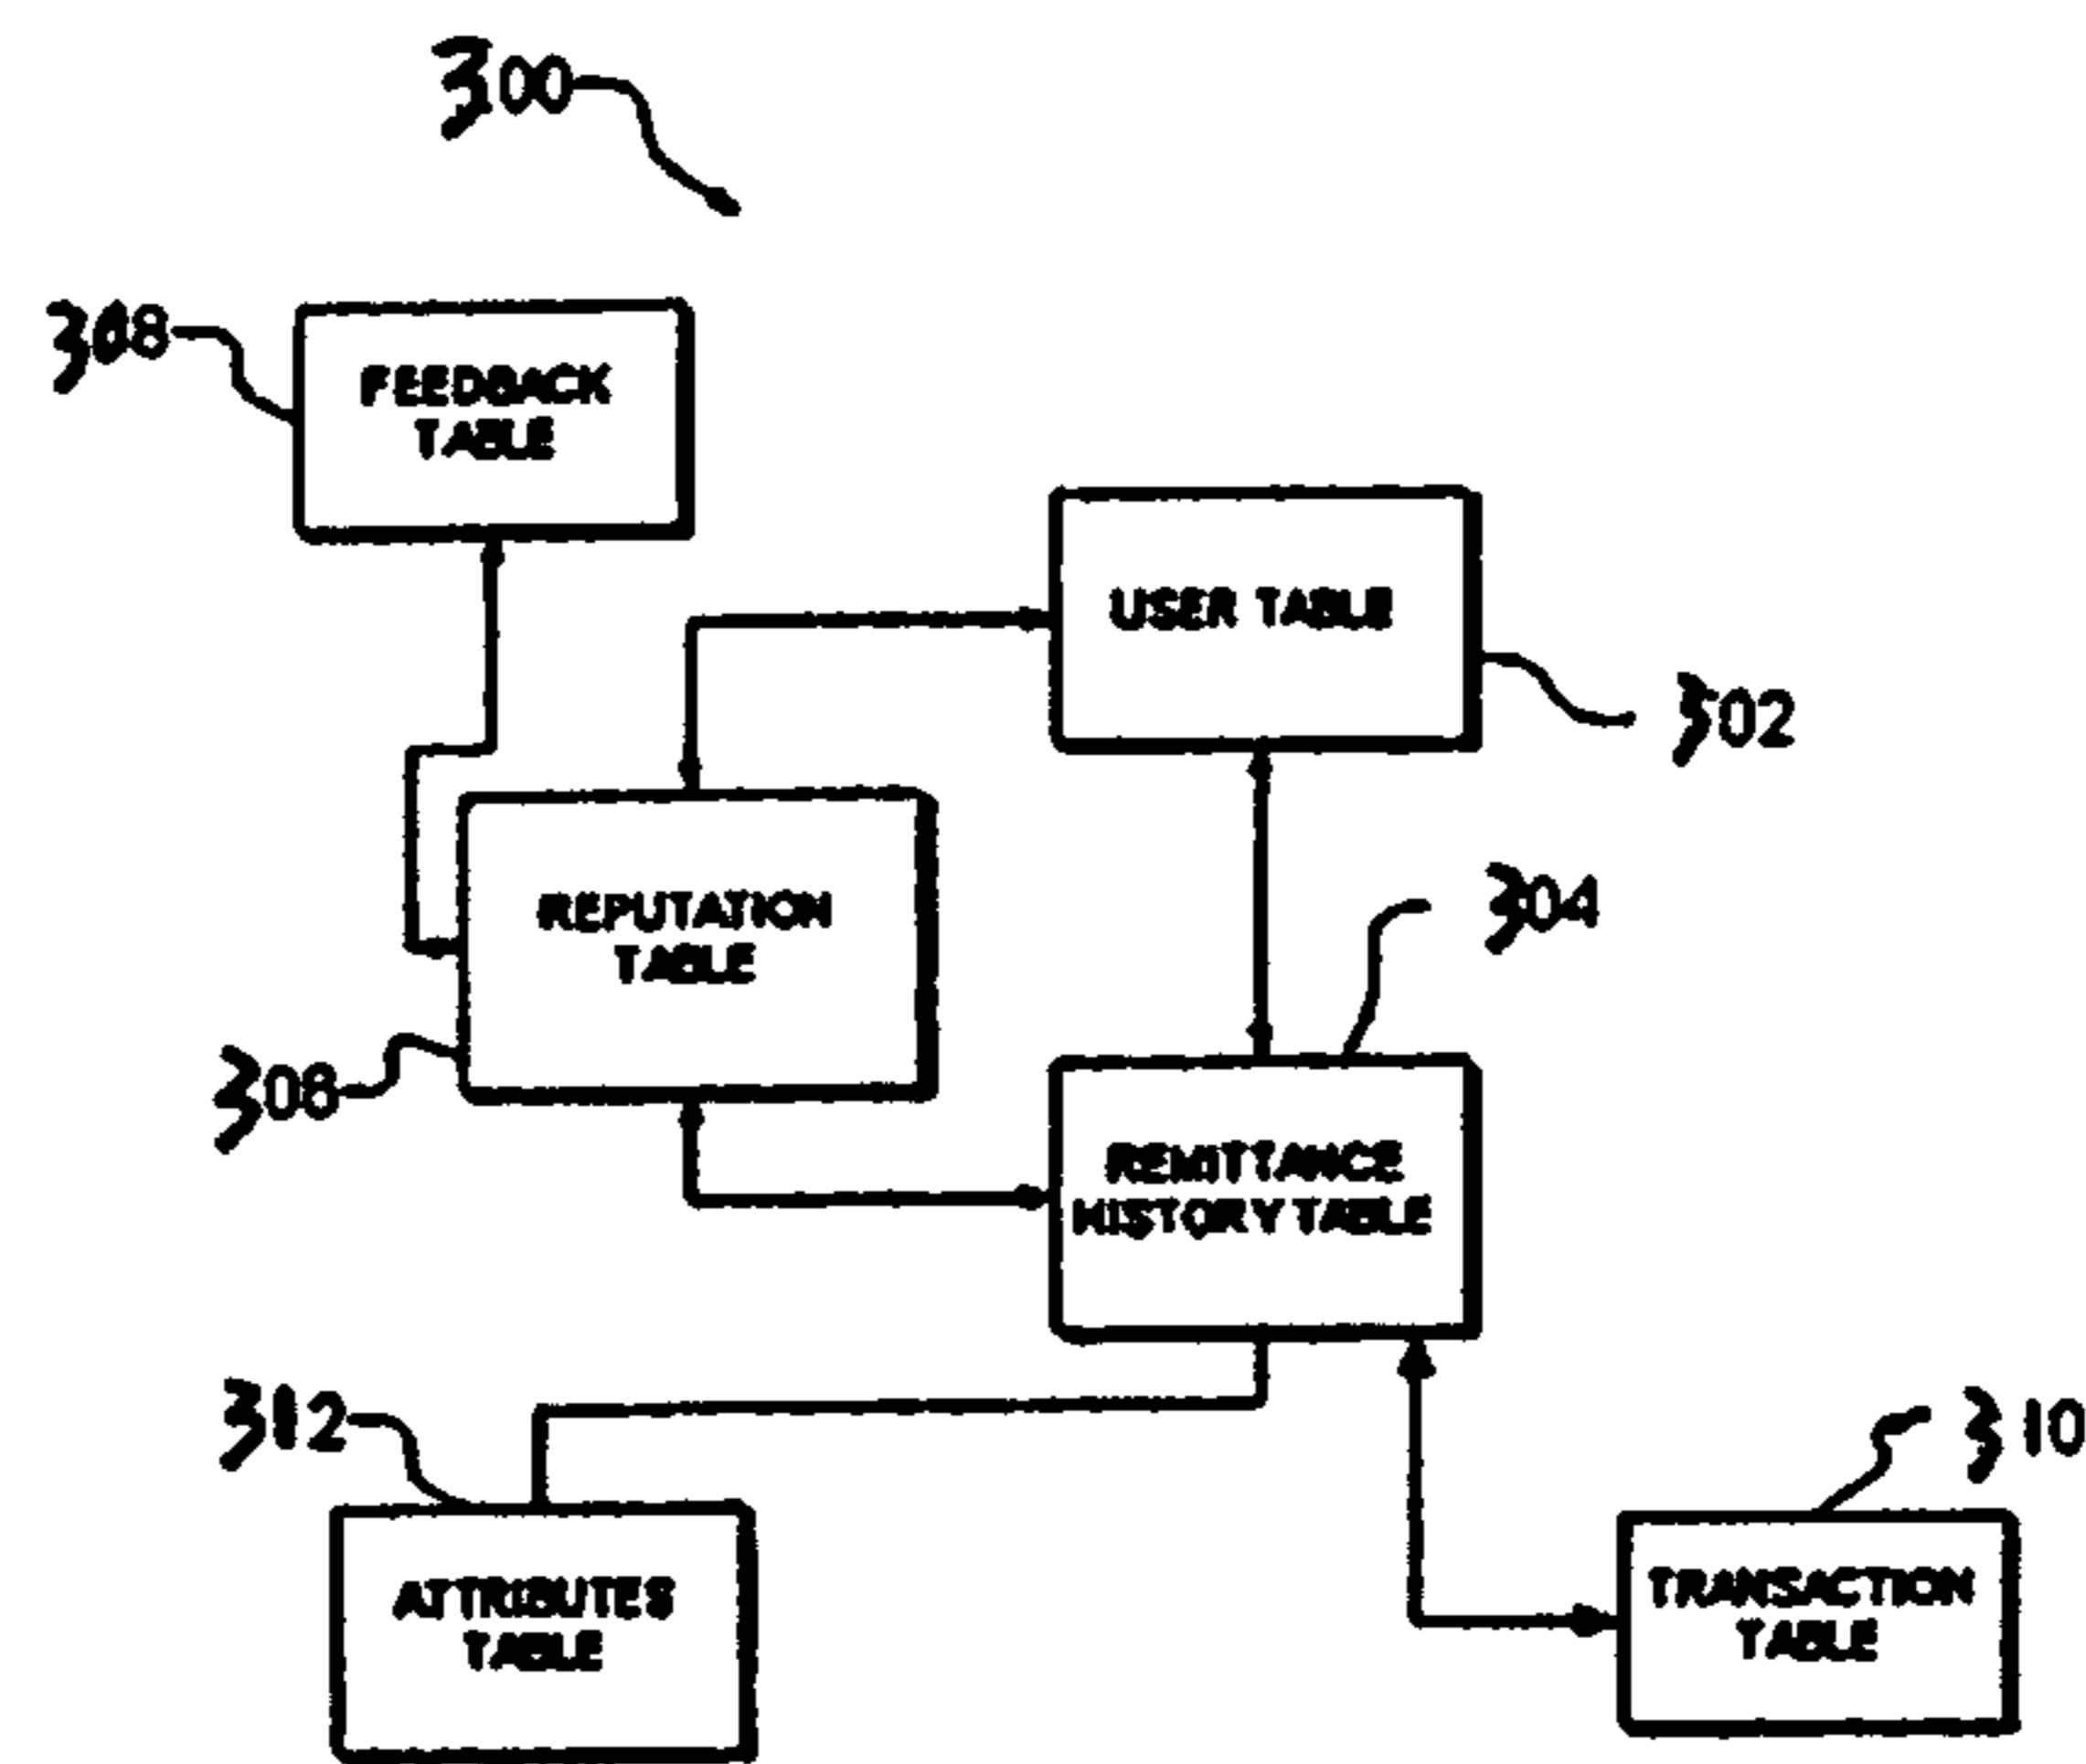 300
308
FEEDBACK
TABLE
USER TABLE
302
304
REPUTATION
TABLE
308
REMITTANCE
HISTORY TABLE
312
310
ATTRIBUTES
TABLE
TRANSACTION
TABLE